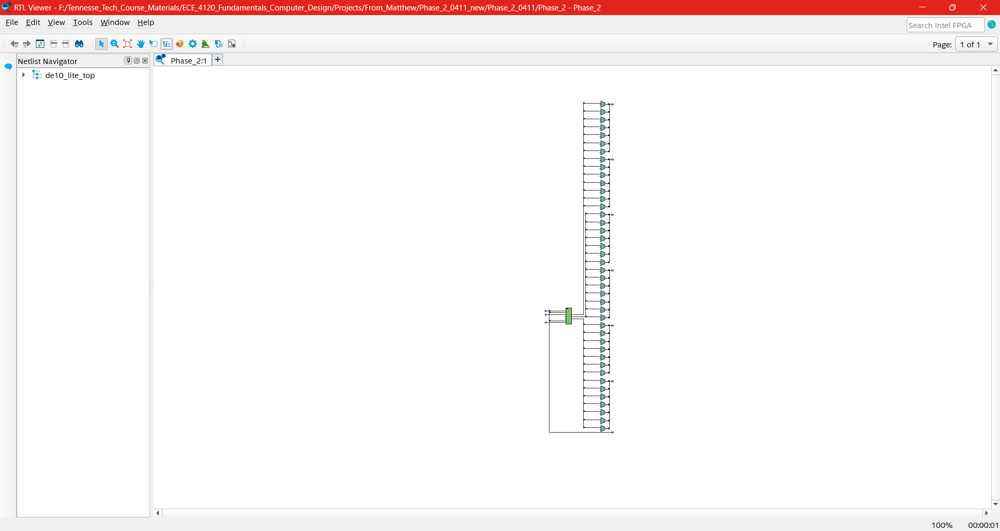 RTL Viewer - F:/Tennesse_Tech_Course_Materials/ECE_4120_Fundamentals_Computer_Design/Projects/From_Matthew/Phase_2_0411_new/Phase_2_0411/Phase_2 - Phase_2
File Edit View Tools Window Help
Search Intel FPGA
Page: 1 of 1
Netlist Navigator
Phase_2:1
de10_lite_top
100% 00:00:01